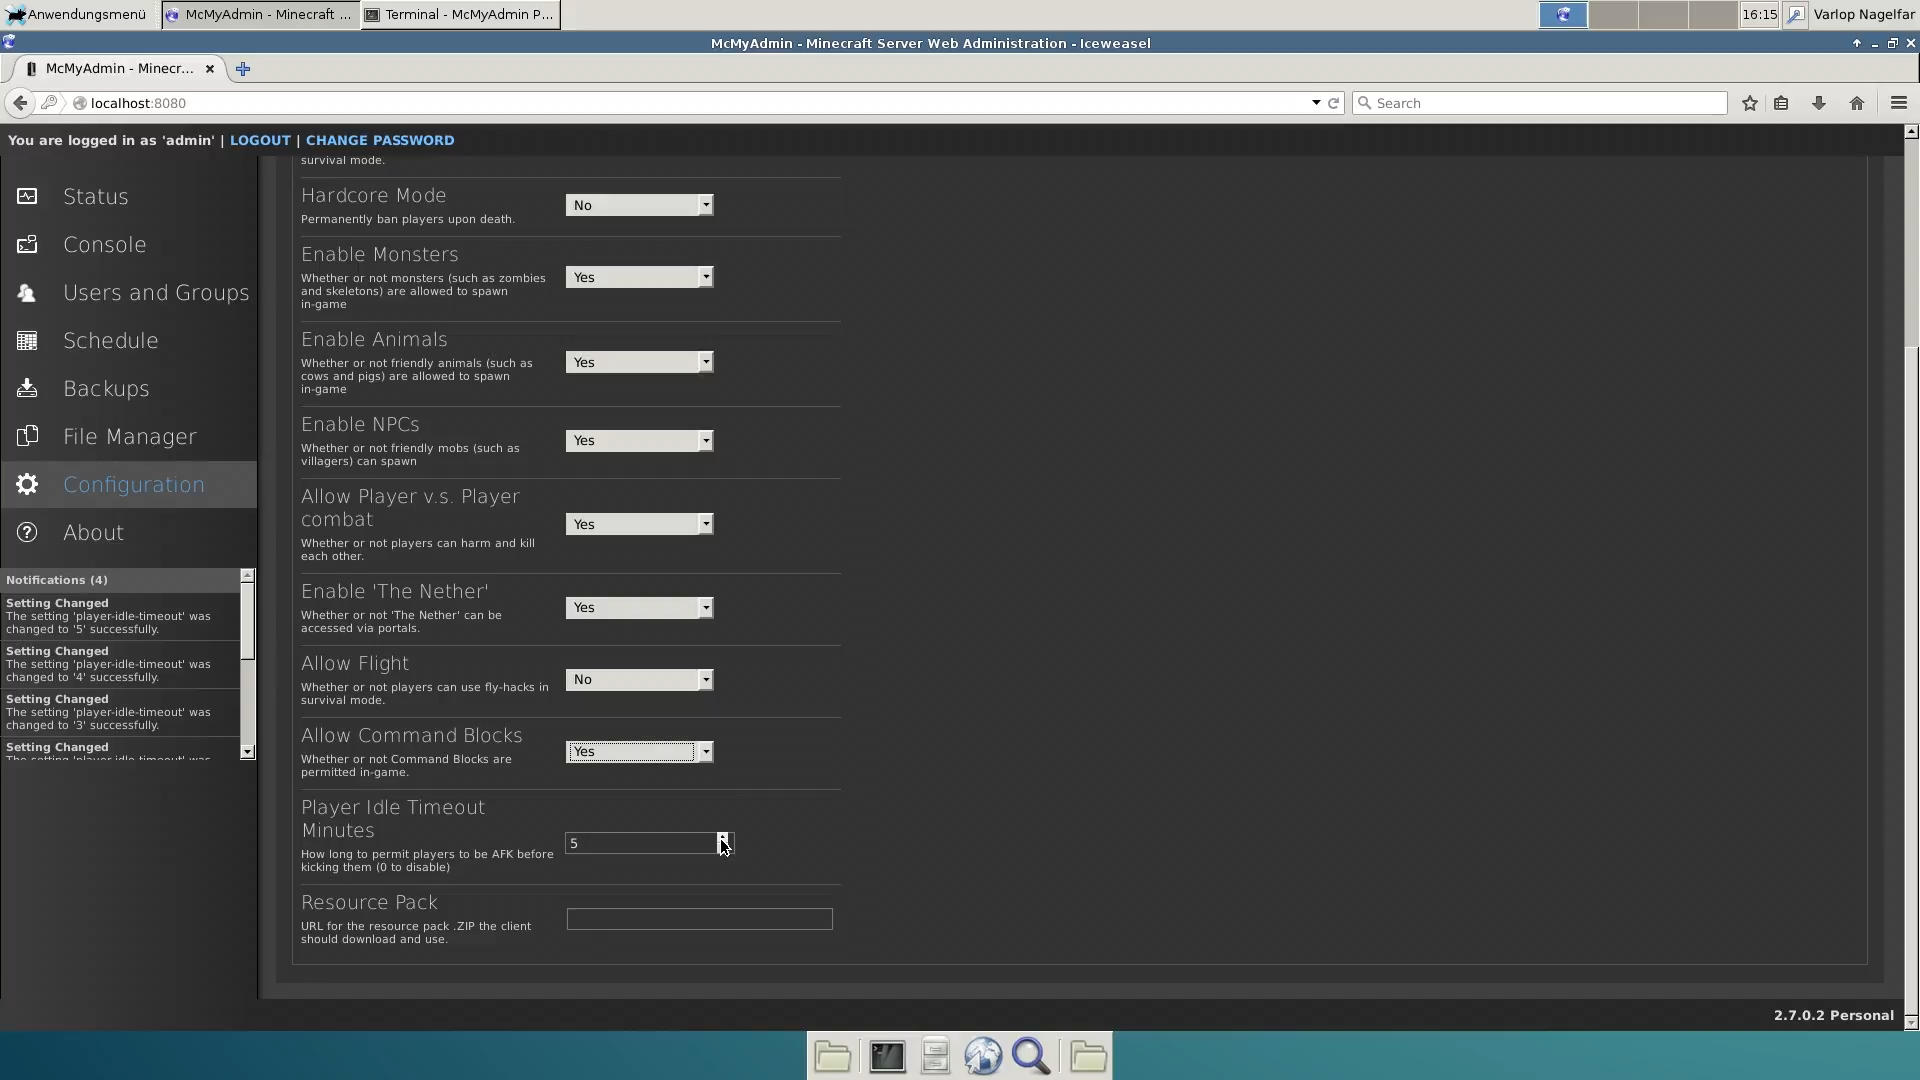 Anwendungsmenü
McMyAdmin - Minecraft ...
Terminal - McMyAdmin P...
16:15
Varlop Nagelfar
McMyAdmin - Minecraft Server Web Administration - Iceweasel
McMyAdmin - Minecr...
localhost:8080
Search
You are logged in as 'admin' | LOGOUT | CHANGE PASSWORD
Status
Console
Users and Groups
Schedule
Backups
File Manager
Configuration
About
Notifications (4)
Setting Changed
The setting 'player-idle-timeout' was
changed to '5' successfully.
Setting Changed
The setting 'player-idle-timeout' was
changed to '4' successfully.
Setting Changed
The setting 'player-idle-timeout' was
changed to '3' successfully.
Setting Changed
The setting 'player-idle-timeout' was
survival mode.
Hardcore Mode
No
Permanently ban players upon death.
Enable Monsters
Yes
Whether or not monsters (such as zombies
and skeletons) are allowed to spawn
in-game
Enable Animals
Yes
Whether or not friendly animals (such as
cows and pigs) are allowed to spawn
in-game
Enable NPCs
Yes
Whether or not friendly mobs (such as
villagers) can spawn
Allow Player v.s. Player
combat
Yes
Whether or not players can harm and kill
each other.
Enable 'The Nether'
Yes
Whether or not 'The Nether' can be
accessed via portals.
Allow Flight
No
Whether or not players can use fly-hacks in
survival mode.
Allow Command Blocks
Yes
Whether or not Command Blocks are
permitted in-game.
Player Idle Timeout
Minutes
5
How long to permit players to be AFK before
kicking them (0 to disable)
Resource Pack
URL for the resource pack .ZIP the client
should download and use.
2.7.0.2 Personal